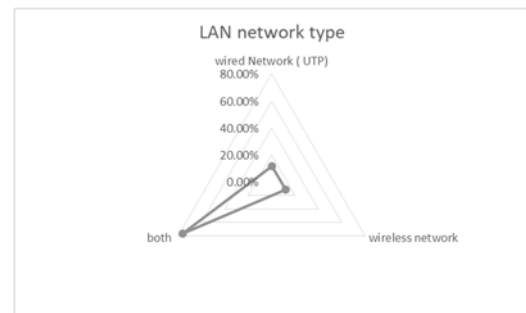 LAN network type
wired Network ( UTP)
80.00%
60.00%
40.00%
20.00%
0.00%
both
wireless network